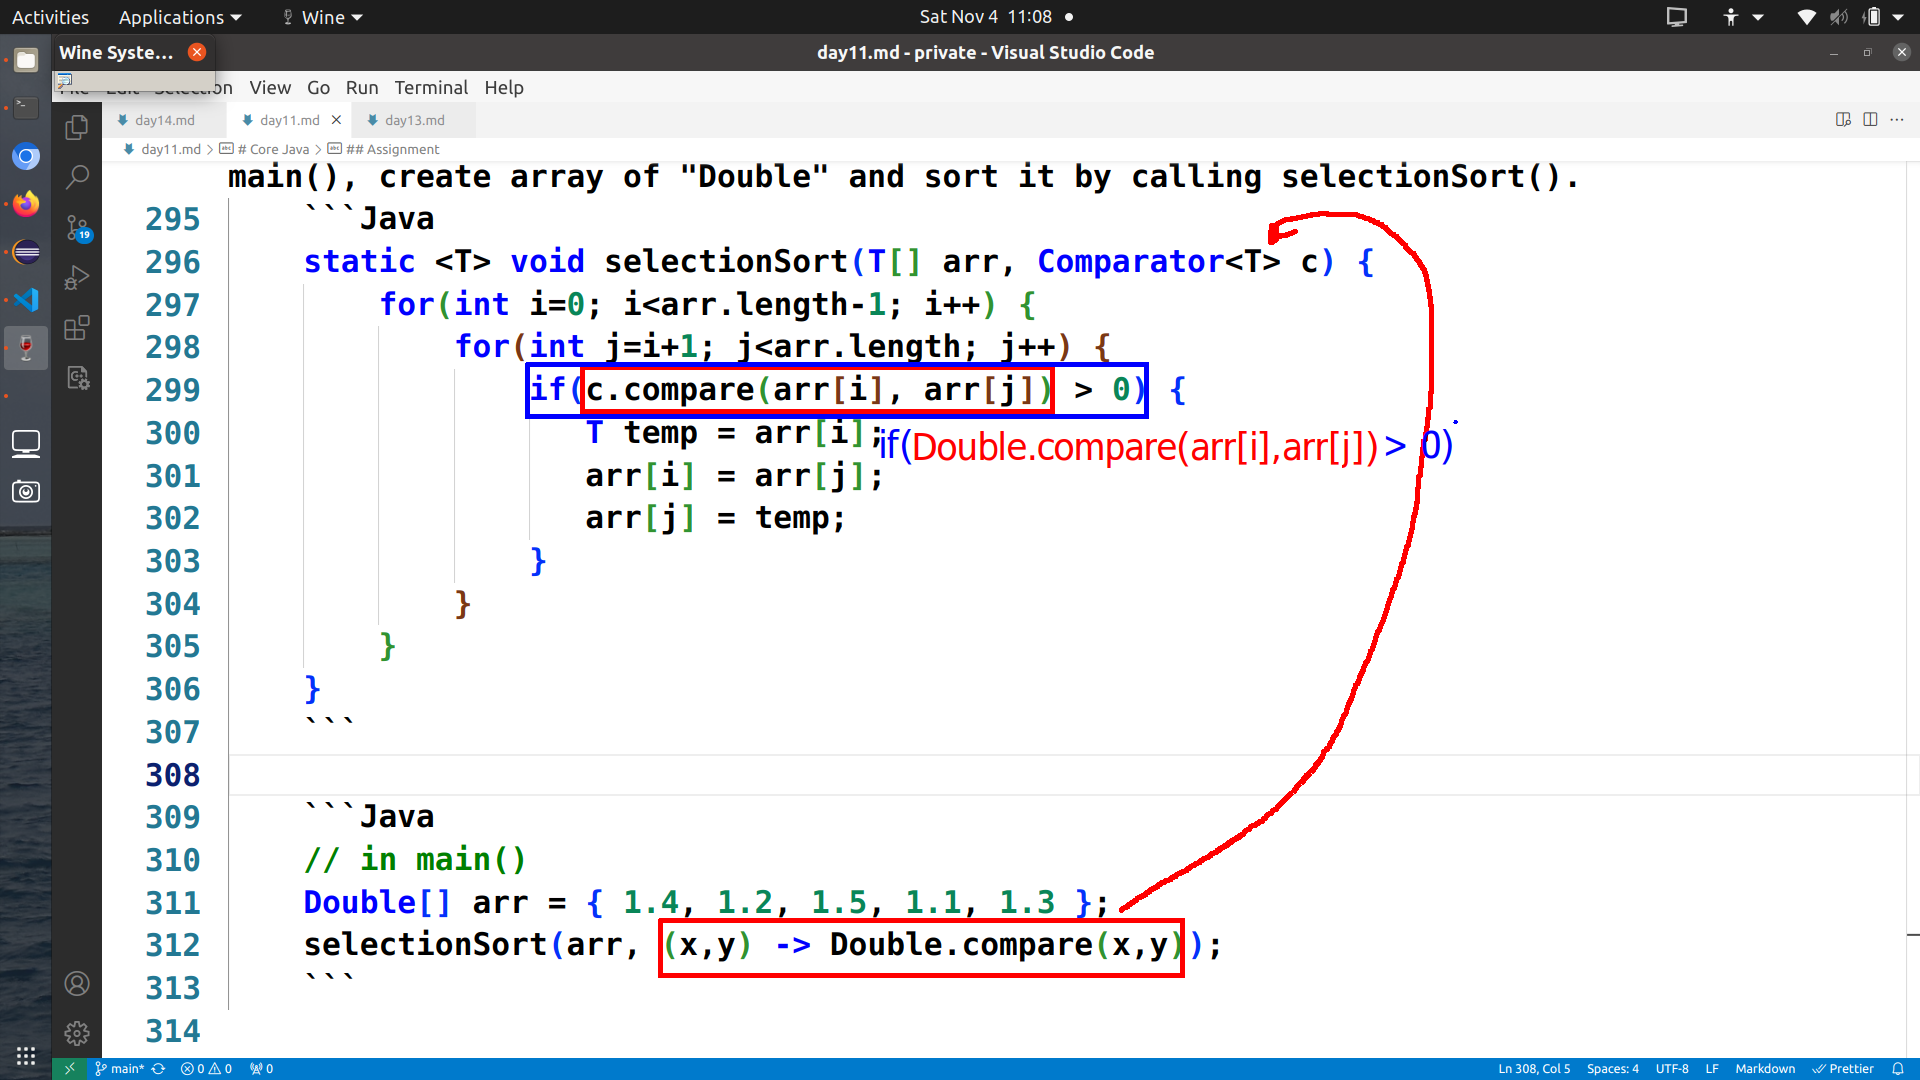 Activities Applications Wine Sat Nov 4 11:08
Wine Syste... day11.md - private - Visual Studio Code
Selection View Go Run Terminal Help
day14.md day11.md day13.md
day11.md > # Core Java > ## Assignment
main(), create array of "Double" and sort it by calling selectionSort().
295 ```Java
296 static <T> void selectionSort(T[] arr, Comparator<T> c) {
297 for(int i=0; i<arr.length-1; i++) {
298 for(int j=i+1; j<arr.length; j++) {
299 if(c.compare(arr[i], arr[j]) > 0) {
300 T temp = arr[i];
if(Double.compare(arr[i],arr[j]) > 0)
301 arr[i] = arr[j];
302 arr[j] = temp;
303 }
304 }
305 }
306 }
307 ```
308
309 ```Java
310 // in main()
311 Double[] arr = { 1.4, 1.2, 1.5, 1.1, 1.3 };
312 selectionSort(arr, (x,y) -> Double.compare(x,y));
313 ```
314
19
main* 0 0 0 Ln 308, Col 5 Spaces: 4 UTF-8 LF Markdown Prettier